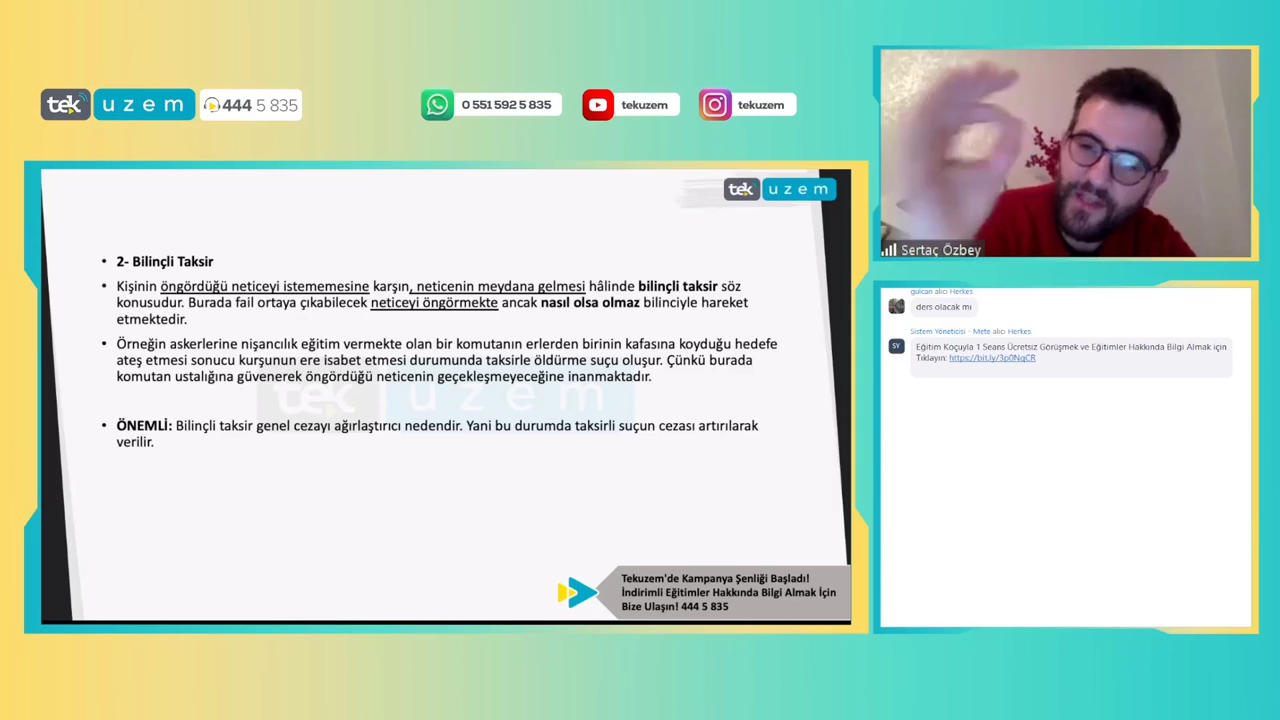 tek uzem 444 5 835
0 551 592 5 835
tekuzem
tekuzem
tek uzem
• 2- Bilinçli Taksir
• Kişinin öngördüğü neticeyi istememesine karşın, neticenin meydana gelmesi hâlinde bilinçli taksir söz
konusudur. Burada fail ortaya çıkabilecek neticeyi öngörmekte ancak nasıl olsa olmaz bilinciyle hareket
etmektedir.
• Örneğin askerlerine nişancılık eğitim vermekte olan bir komutanın erlerden birinin kafasına koyduğu hedefe
ateş etmesi sonucu kurşunun ere isabet etmesi durumunda taksirle öldürme suçu oluşur. Çünkü burada
komutan ustalığına güvenerek öngördüğü neticenin geçekleşmeyeceğine inanmaktadır.
tek uzem
• ÖNEMLİ: Bilinçli taksir genel cezayı ağırlaştırıcı nedendir. Yani bu durumda taksirli suçun cezası artırılarak
verilir.
Tekuzem'de Kampanya Şenliği Başladı!
İndirimli Eğitimler Hakkında Bilgi Almak İçin
Bize Ulaşın! 444 5 835
Sertaç Özbey
gulcan alıcı Herkes
ders olacak mı
Sistem Yöneticisi - Mete alıcı Herkes
SY
Eğitim Koçuyla 1 Seans Ücretsiz Görüşmek ve Eğitimler Hakkında Bilgi Almak için
Tıklayın: https://bit.ly/3p0NqCR